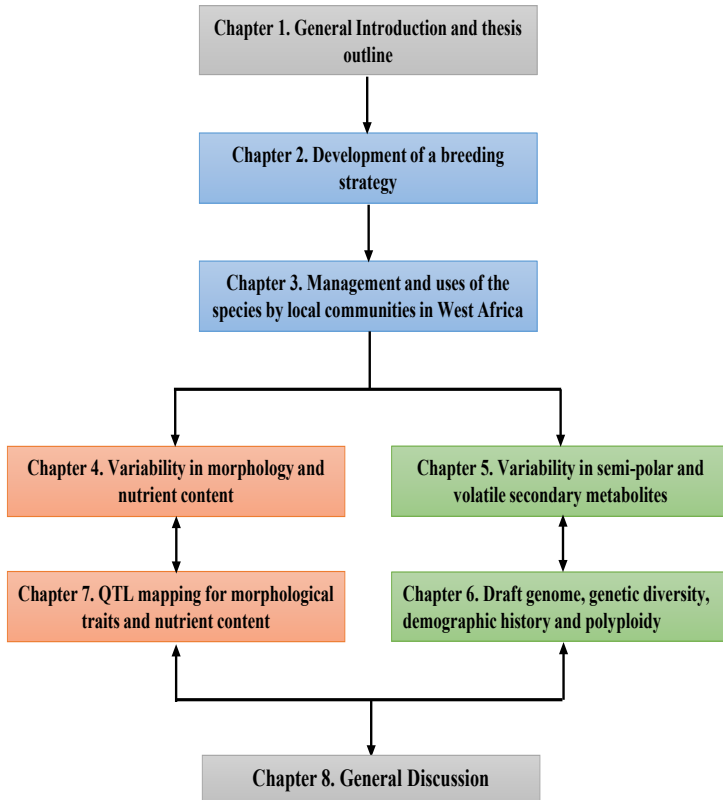 Chapter 1. General Introduction and thesis
outline
Chapter 2. Development of a breeding
strategy
Chapter 3. Management and uses of the
species by local communities in West Africa
Chapter 4. Variability in morphology and
nutrient content
Chapter 5. Variability in semi-polar and
volatile secondary metabolites
Chapter 7. QTL mapping for morphological
traits and nutrient content
Chapter 6. Draft genome, genetic diversity,
demographic history and polyploidy
Chapter 8. General Discussion